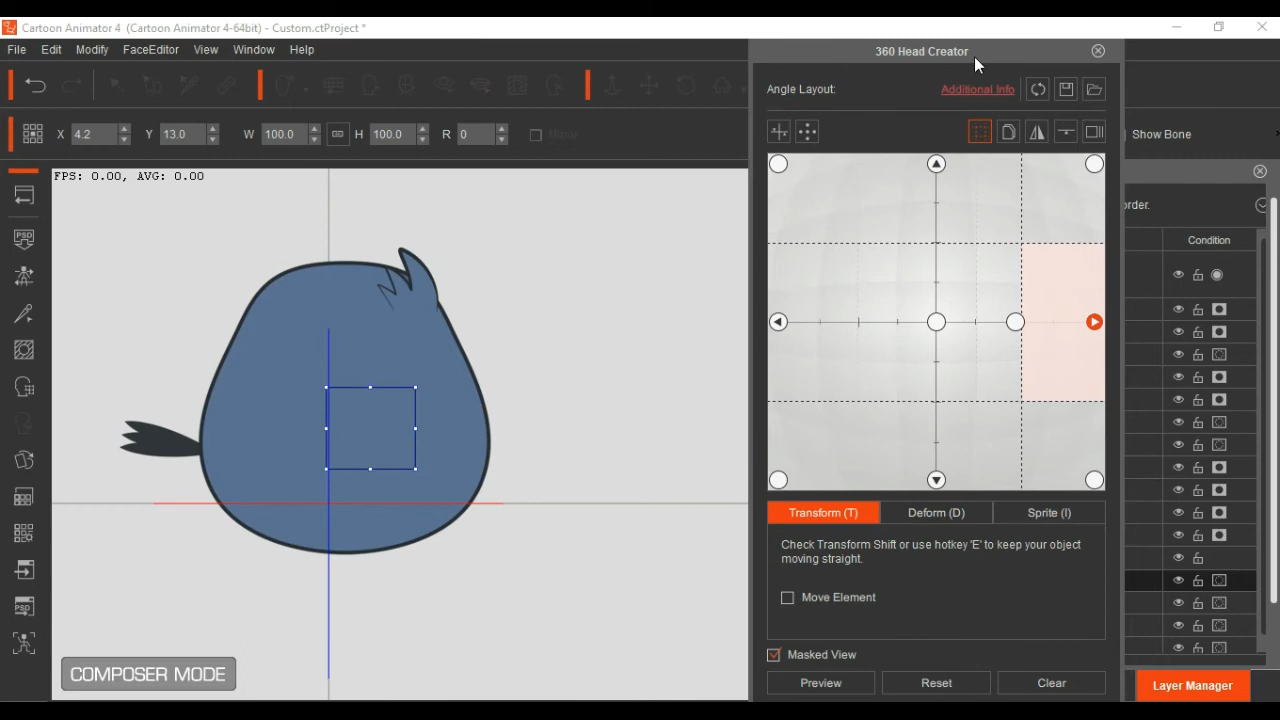 Cartoon Animator 4 (Cartoon Animator 4-64bit) - Custom.ctProject *
File Edit Modify FaceEditor View Window Help
360 Head Creator
Angle Layout: Additional Info
X 4.2 Y 13.0 W 100.0 H 100.0 R 0 Mirror
Show Bone
FPS: 0.00, AVG: 0.00
order.
Condition
Transform (T) Deform (D) Sprite (I)
Check Transform Shift or use hotkey 'E' to keep your object
moving straight.
Move Element
Masked View
Preview Reset Clear
COMPOSER MODE
Layer Manager
PSD
PSD